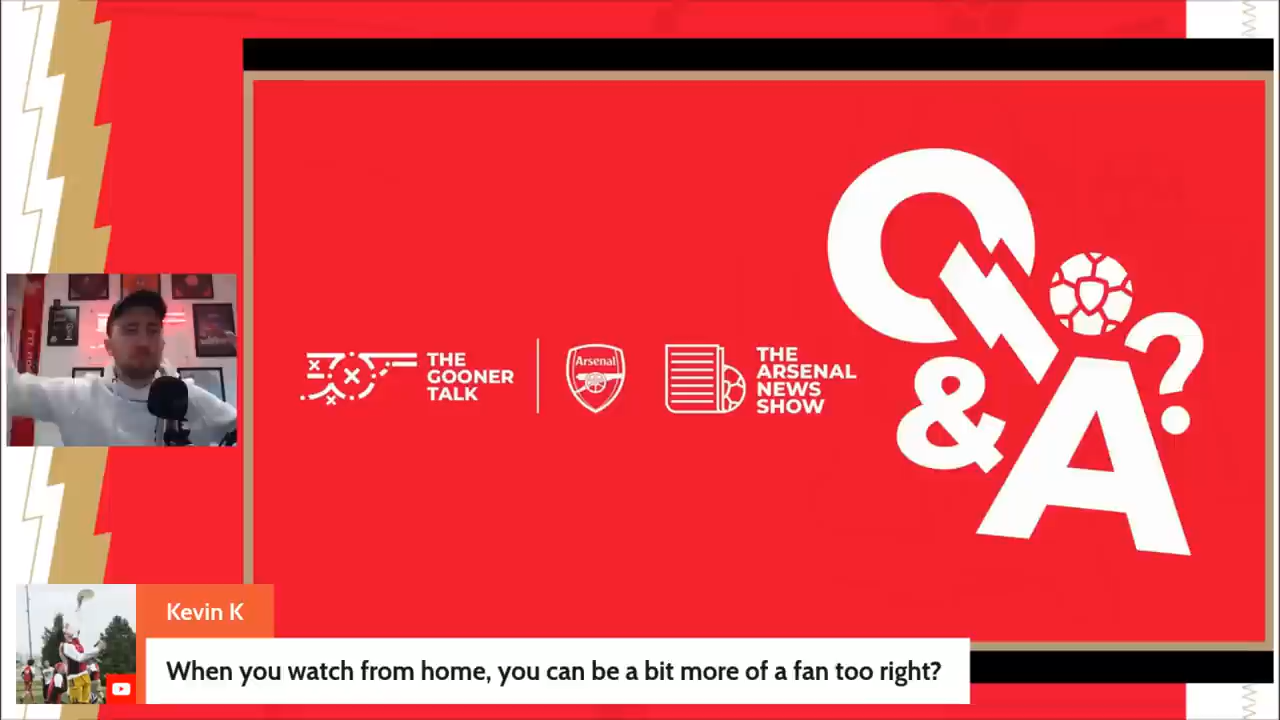 THE
GOONER
TALK
Arsenal
THE
ARSENAL
NEWS
SHOW
Q
&A?
Kevin K
When you watch from home, you can be a bit more of a fan too right?